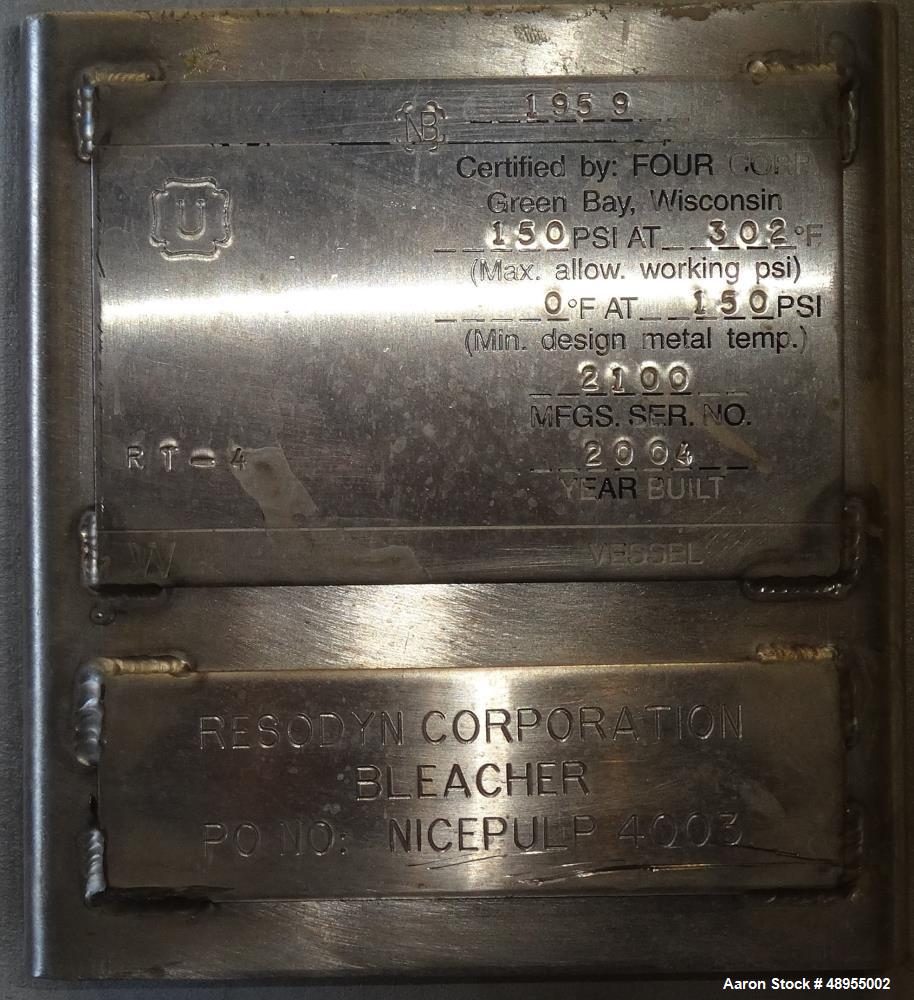 NB 1959
Certified by: FOUR CORP.
Green Bay, Wisconsin
U
150 PSI AT 302 °F
(Max. allow. working psi)
0 °F AT 150 PSI
(Min. design metal temp.)
2100
MFGS. SER. NO.
RT-4
2004
YEAR BUILT
W VESSEL
RESODYN CORPORATION
BLEACHER
PO NO: NICEPULP 4003
Aaron Stock # 48955002